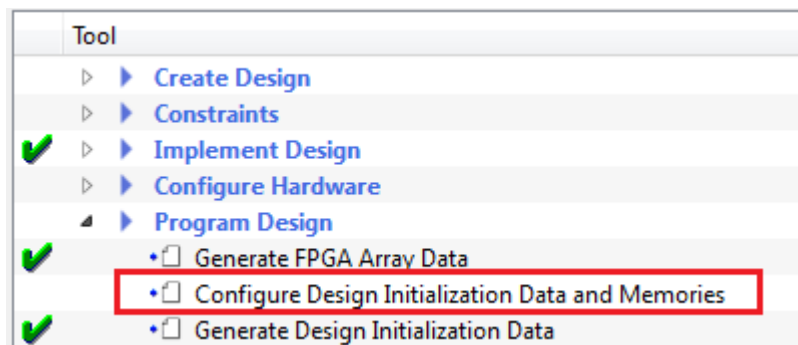 Tool
Create Design
Constraints
Implement Design
Configure Hardware
Program Design
Generate FPGA Array Data
Configure Design Initialization Data and Memories
Generate Design Initialization Data